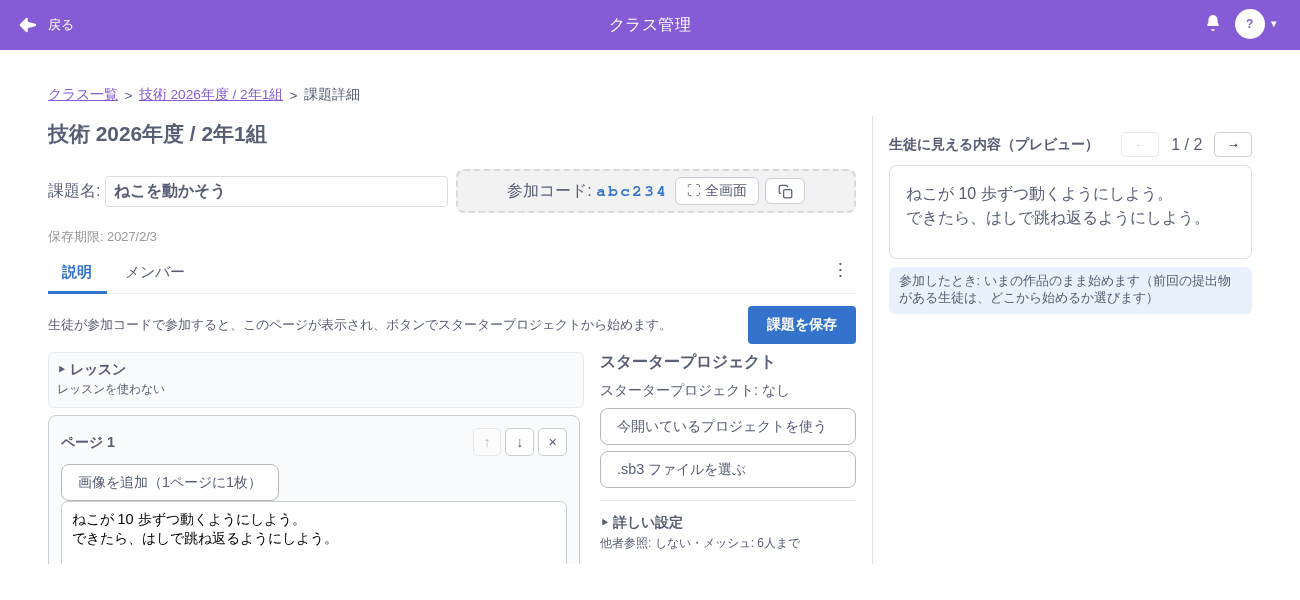 戻る
クラス管理
?
クラス一覧 > 技術 2026年度 / 2年1組 > 課題詳細
技術 2026年度 / 2年1組
課題名: ねこを動かそう
参加コード: abc234 全画面
保存期限: 2027/2/3
説明 メンバー
生徒が参加コードで参加すると、このページが表示され、ボタンでスタータープロジェクトから始めます。
課題を保存
レッスン
レッスンを使わない
ページ 1
↑ ↓ ×
画像を追加（1ページに1枚）
ねこが 10 歩ずつ動くようにしよう。
できたら、はしで跳ね返るようにしよう。
スタータープロジェクト
スタータープロジェクト: なし
今開いているプロジェクトを使う
.sb3 ファイルを選ぶ
詳しい設定
他者参照: しない・メッシュ: 6人まで
生徒に見える内容（プレビュー）
← 1 / 2 →
ねこが 10 歩ずつ動くようにしよう。
できたら、はしで跳ね返るようにしよう。
参加したとき: いまの作品のまま始めます（前回の提出物
がある生徒は、どこから始めるか選びます）